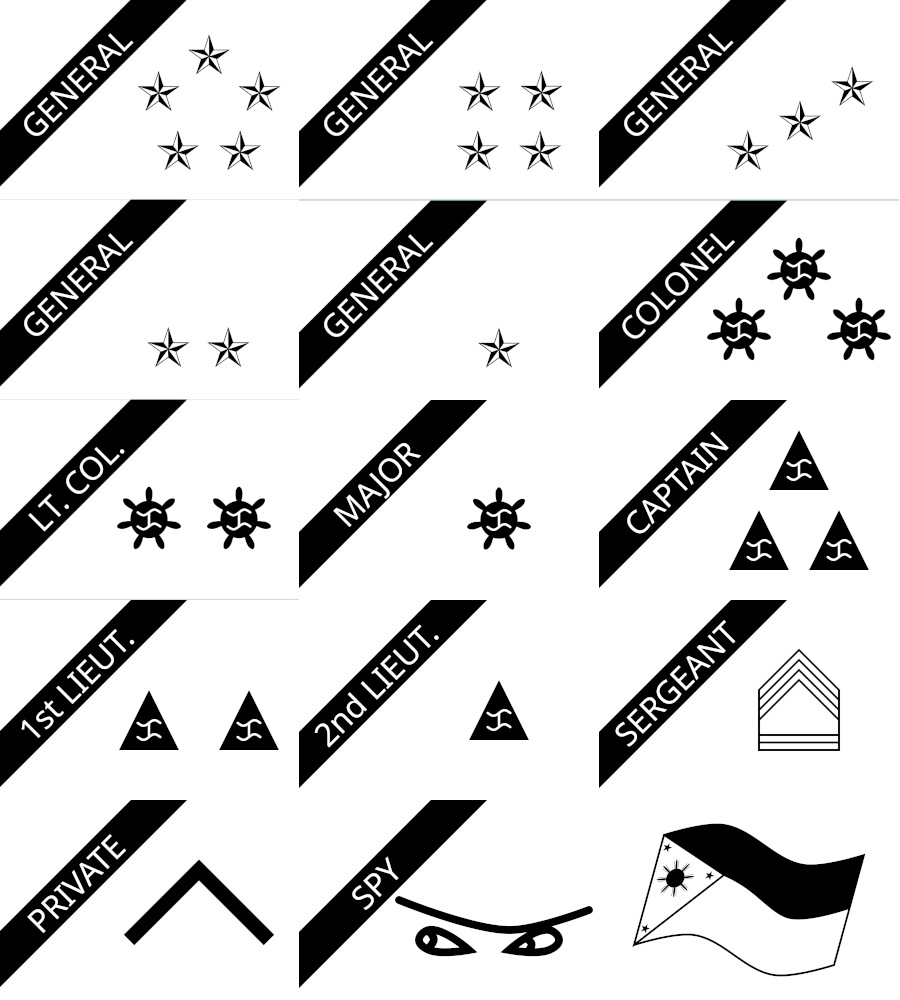 GENERAL
GENERAL
GENERAL
GENERAL
GENERAL
COLONEL
LT. COL.
MAJOR
CAPTAIN
1st LIEUT.
2nd LIEUT.
SERGEANT
PRIVATE
SPY